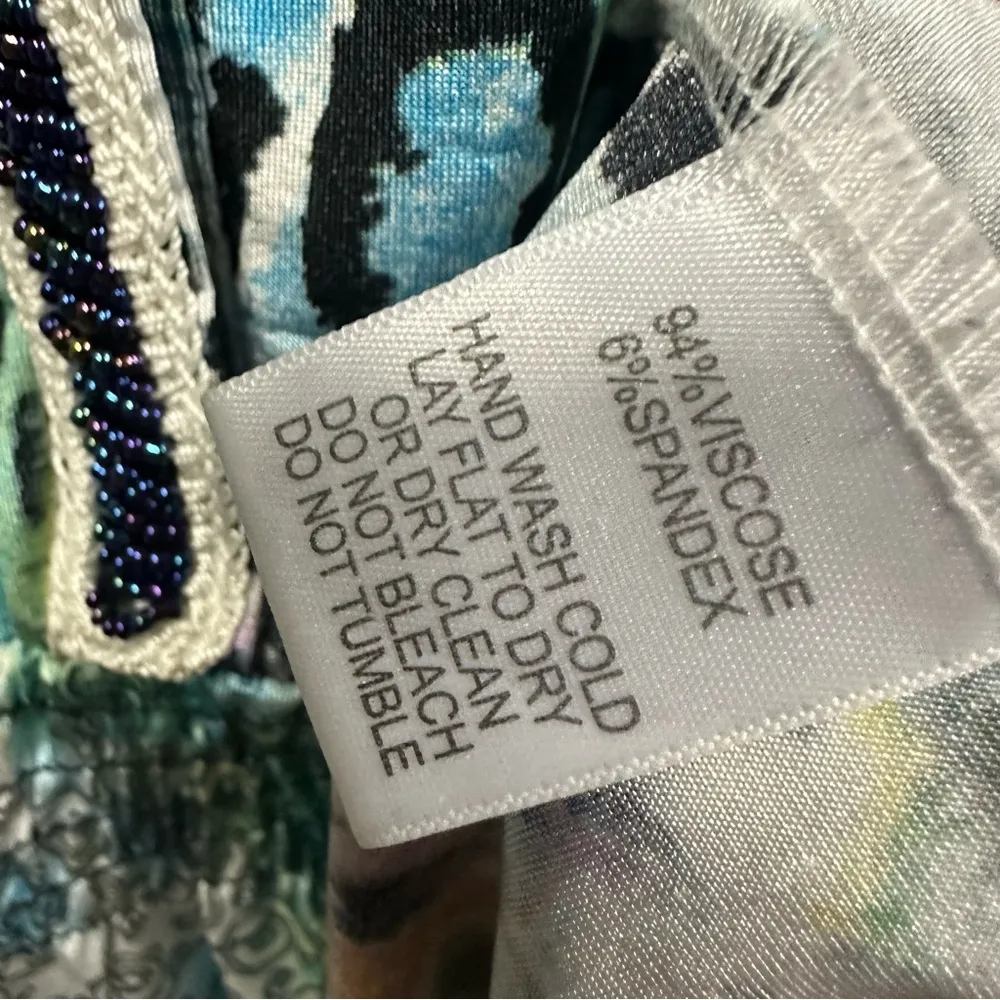 94%VISCOSE
6%SPANDEX
HAND WASH COLD
LAY FLAT TO DRY
OR DRY CLEAN
DO NOT BLEACH
DO NOT TUMBLE